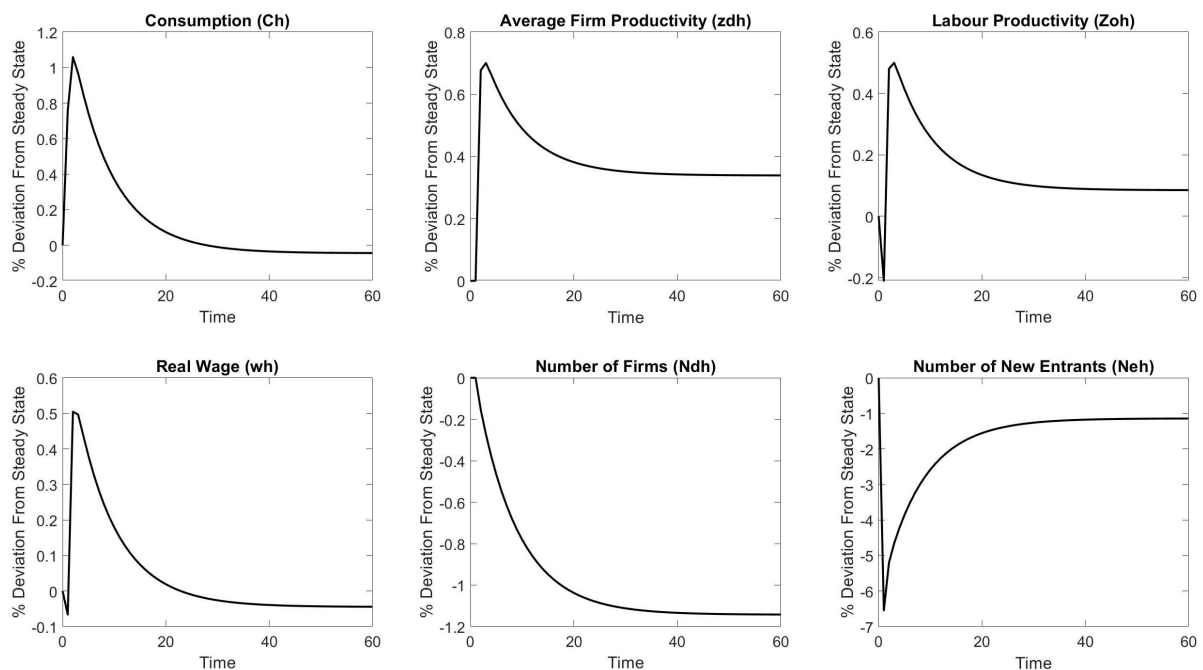 Consumption (Ch)
% Deviation From Steady State
1.2
1
0.8
0.6
0.4
0.2
0
-0.2
0 20 40 60
Time
Average Firm Productivity (zdh)
% Deviation From Steady State
0.8
0.6
0.4
0.2
0
0 20 40 60
Time
Labour Productivity (Zoh)
% Deviation From Steady State
0.6
0.4
0.2
0
-0.2
0 20 40 60
Time
Real Wage (wh)
% Deviation From Steady State
0.6
0.5
0.4
0.3
0.2
0.1
0
-0.1
0 20 40 60
Time
Number of Firms (Ndh)
% Deviation From Steady State
0
-0.2
-0.4
-0.6
-0.8
-1
-1.2
0 20 40 60
Time
Number of New Entrants (Neh)
% Deviation From Steady State
0
-1
-2
-3
-4
-5
-6
-7
0 20 40 60
Time